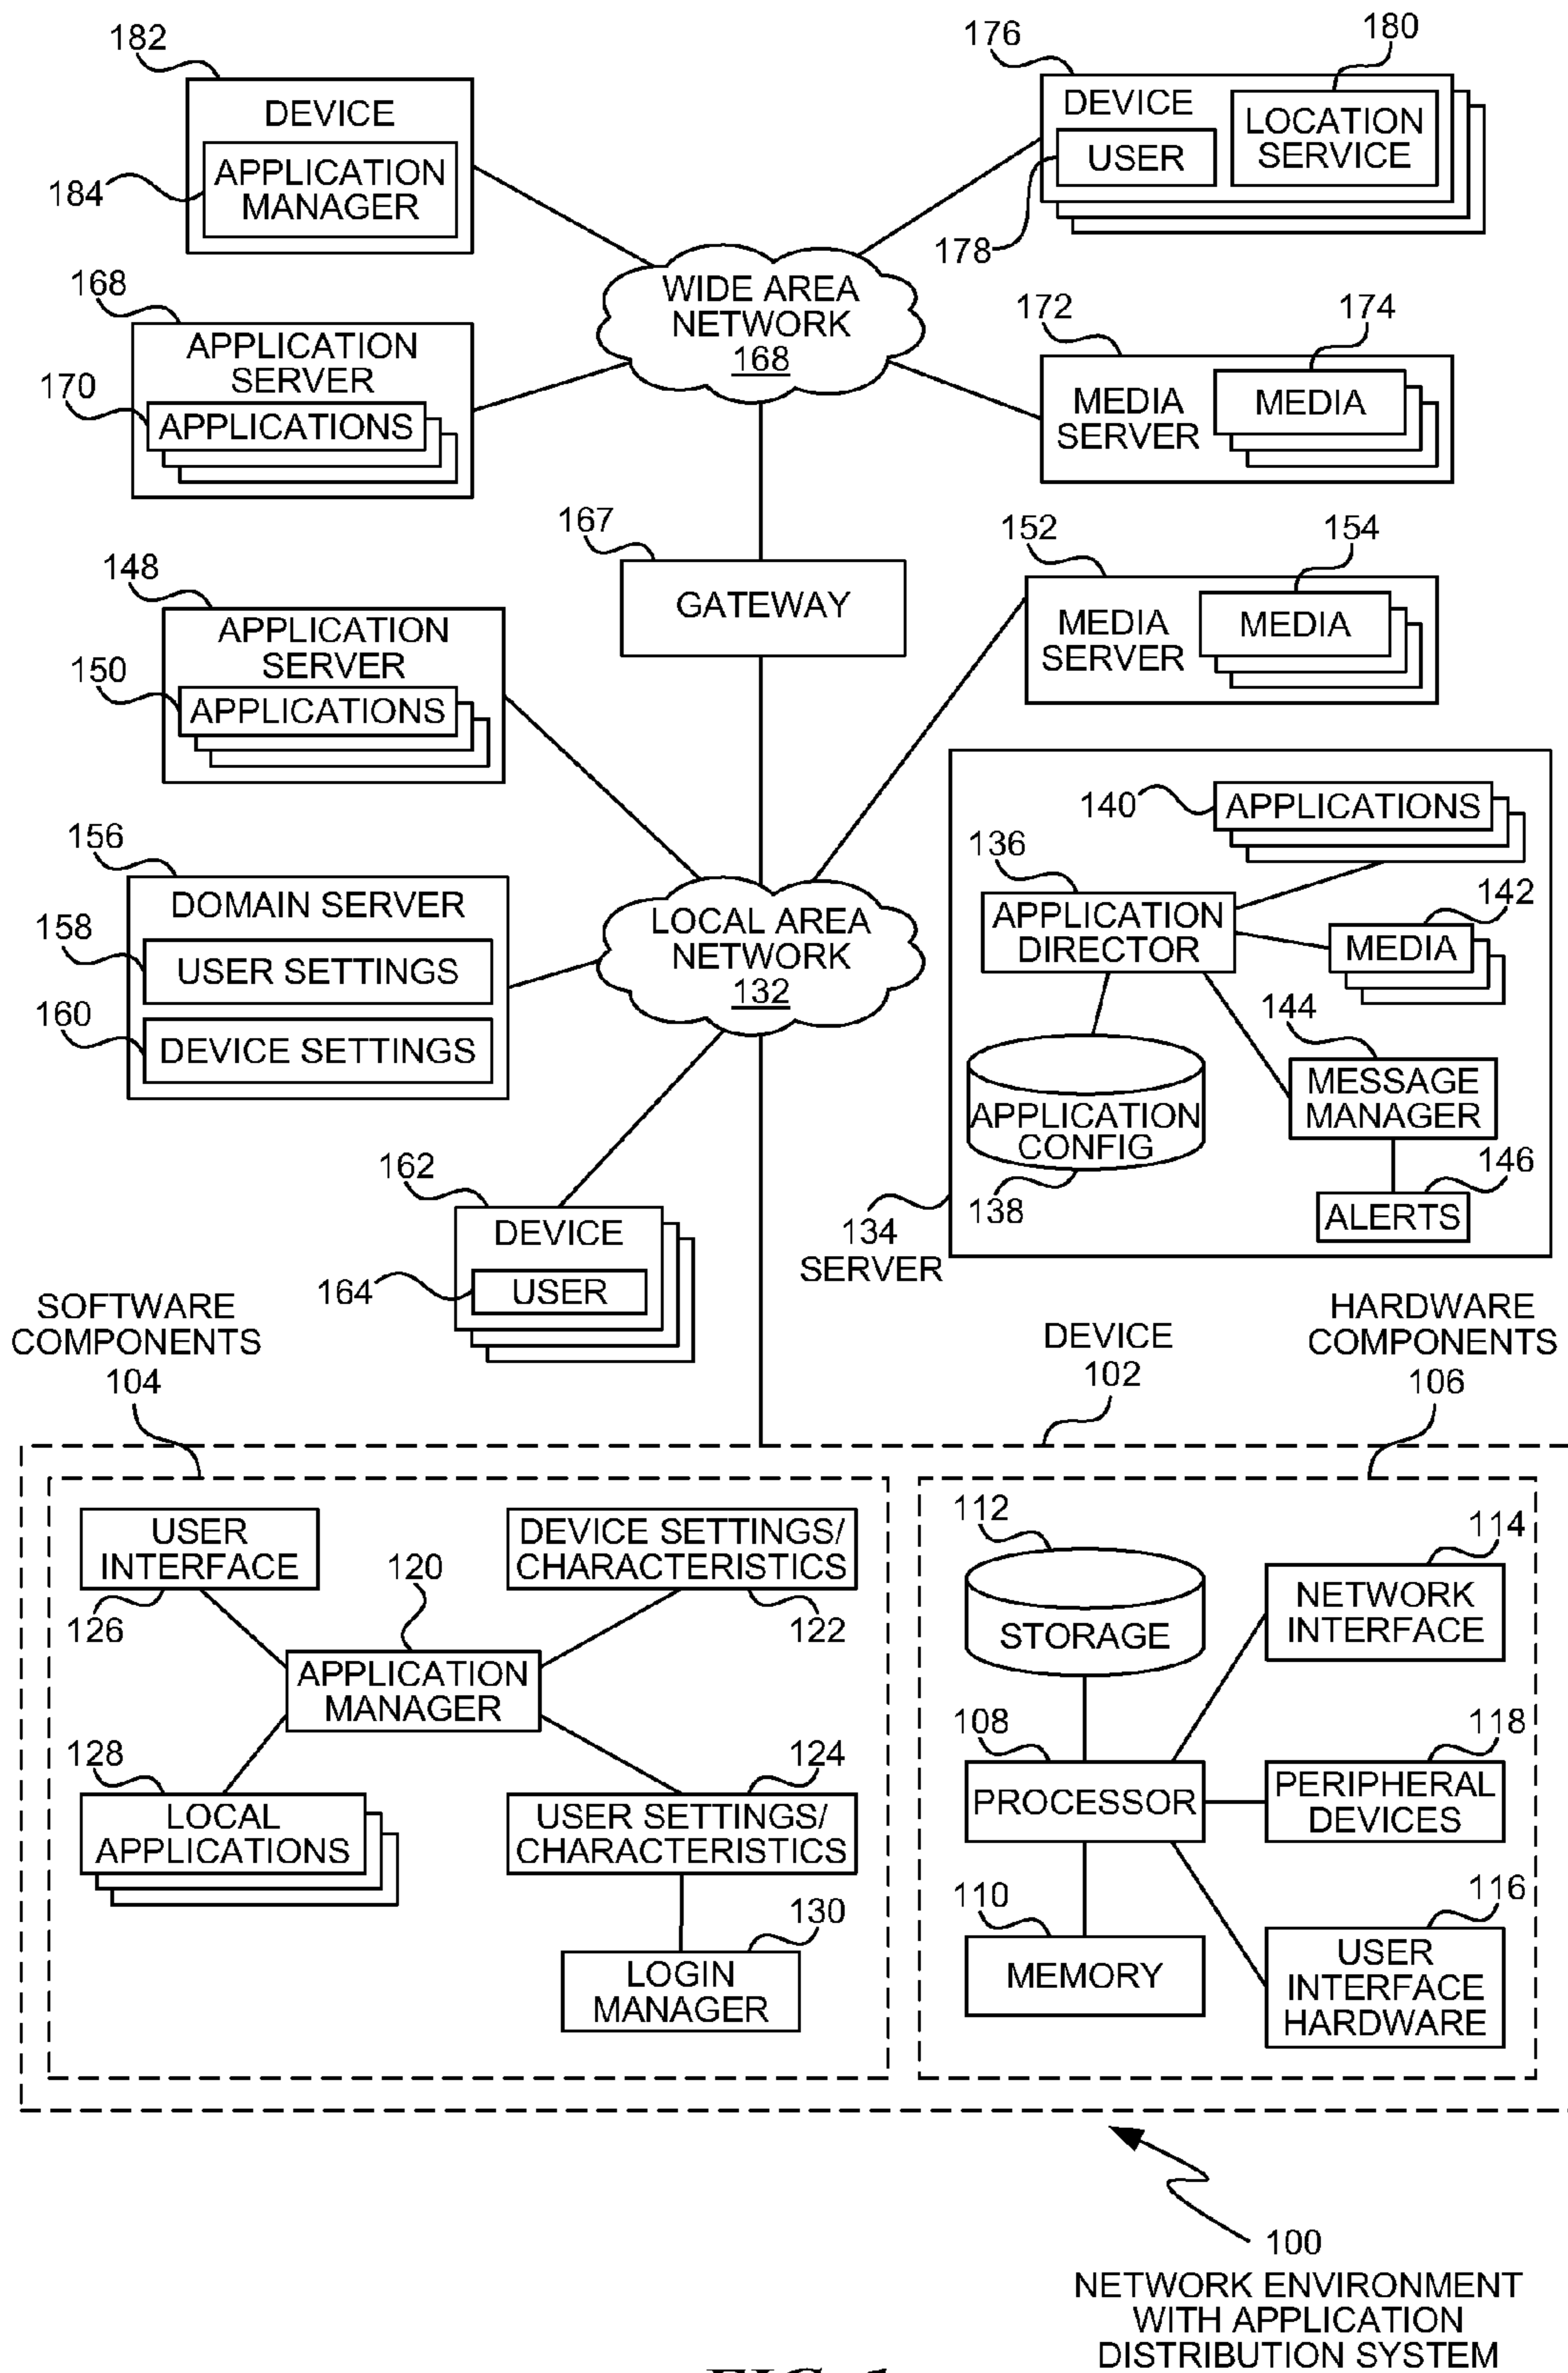 182
DEVICE
184
APPLICATION
MANAGER
176
180
DEVICE
USER
LOCATION
SERVICE
178
WIDE AREA
NETWORK
168
168
APPLICATION
SERVER
170
APPLICATIONS
172
174
MEDIA
SERVER
MEDIA
167
GATEWAY
148
APPLICATION
SERVER
150
APPLICATIONS
152
154
MEDIA
SERVER
MEDIA
156
DOMAIN SERVER
158
USER SETTINGS
160
DEVICE SETTINGS
LOCAL AREA
NETWORK
132
140
APPLICATIONS
136
APPLICATION
DIRECTOR
142
MEDIA
144
MESSAGE
MANAGER
APPLICATION
CONFIG
138
146
ALERTS
134
SERVER
162
DEVICE
164
USER
SOFTWARE
COMPONENTS
104
DEVICE
102
HARDWARE
COMPONENTS
106
USER
INTERFACE
126
DEVICE SETTINGS/
CHARACTERISTICS
122
120
APPLICATION
MANAGER
128
LOCAL
APPLICATIONS
124
USER SETTINGS/
CHARACTERISTICS
130
LOGIN
MANAGER
112
STORAGE
114
NETWORK
INTERFACE
108
PROCESSOR
118
PERIPHERAL
DEVICES
110
MEMORY
116
USER
INTERFACE
HARDWARE
100
NETWORK ENVIRONMENT
WITH APPLICATION
DISTRIBUTION SYSTEM
FIG. 1